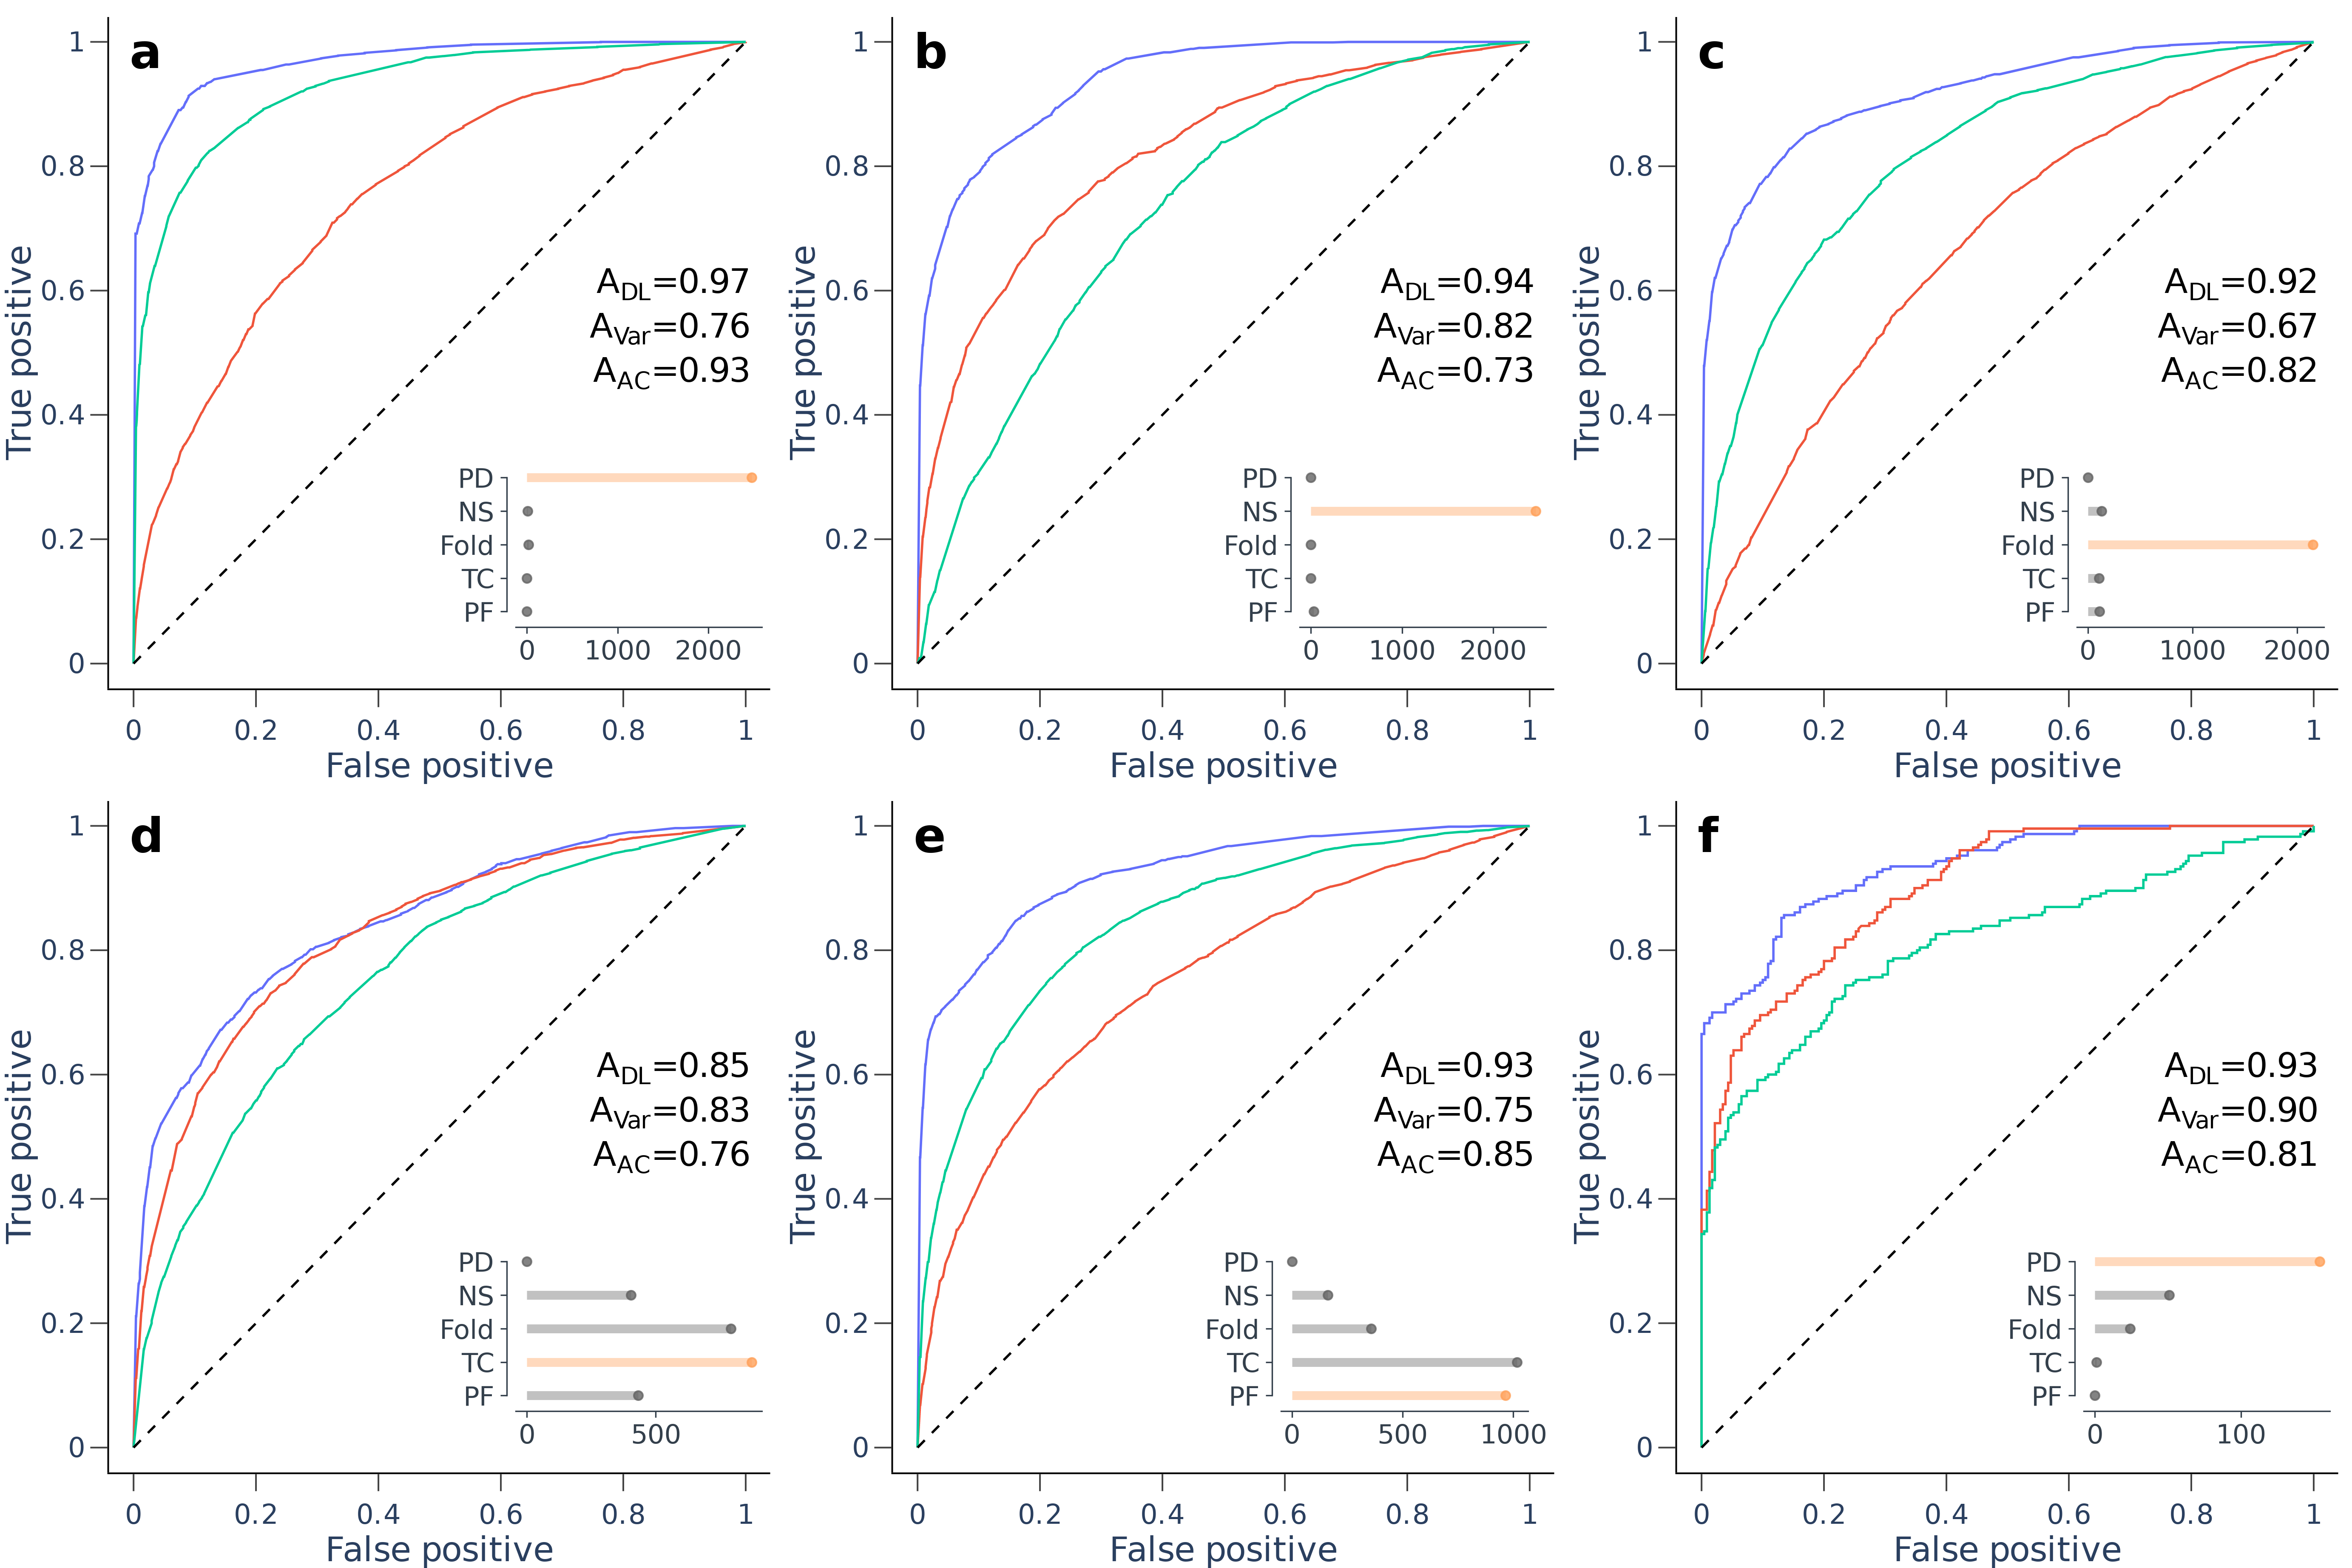 a
1
0.8
0.6
0.4
0.2
0
True positive
A_DL=0.97
A_Var=0.76
A_AC=0.93
PD
NS
Fold
TC
PF
0 1000 2000
0 0.2 0.4 0.6 0.8 1
False positive
b
1
0.8
0.6
0.4
0.2
0
True positive
A_DL=0.94
A_Var=0.82
A_AC=0.73
PD
NS
Fold
TC
PF
0 1000 2000
0 0.2 0.4 0.6 0.8 1
False positive
c
1
0.8
0.6
0.4
0.2
0
True positive
A_DL=0.92
A_Var=0.67
A_AC=0.82
PD
NS
Fold
TC
PF
0 1000 2000
0 0.2 0.4 0.6 0.8 1
False positive
d
1
0.8
0.6
0.4
0.2
0
True positive
A_DL=0.85
A_Var=0.83
A_AC=0.76
PD
NS
Fold
TC
PF
0 500
0 0.2 0.4 0.6 0.8 1
False positive
e
1
0.8
0.6
0.4
0.2
0
True positive
A_DL=0.93
A_Var=0.75
A_AC=0.85
PD
NS
Fold
TC
PF
0 500 1000
0 0.2 0.4 0.6 0.8 1
False positive
f
1
0.8
0.6
0.4
0.2
0
True positive
A_DL=0.93
A_Var=0.90
A_AC=0.81
PD
NS
Fold
TC
PF
0 100
0 0.2 0.4 0.6 0.8 1
False positive